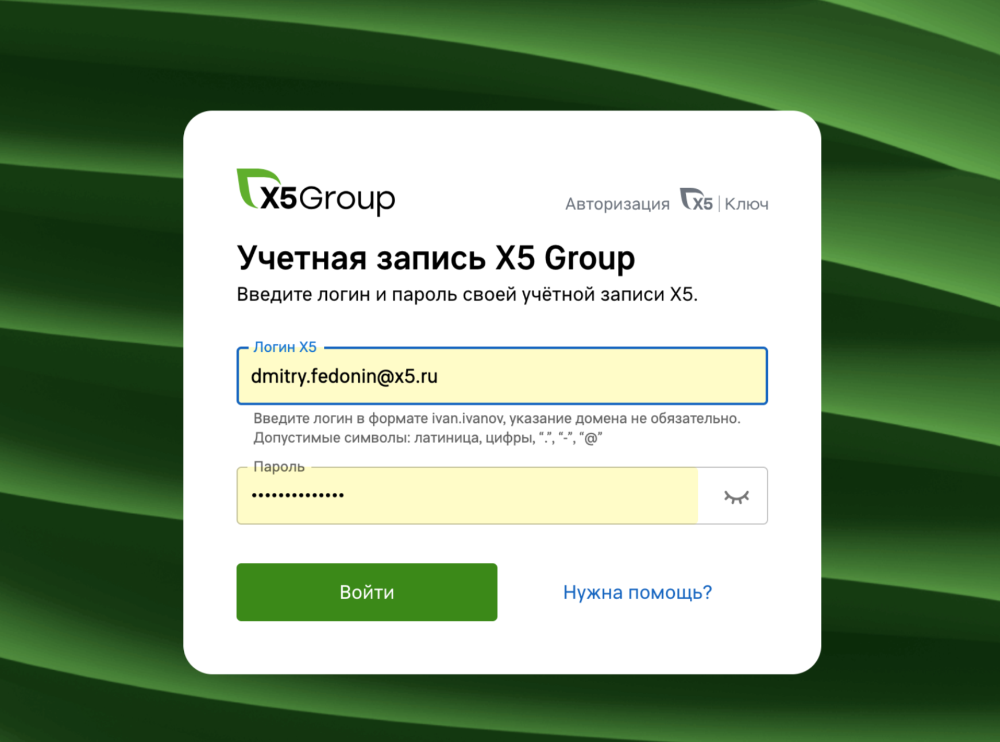 X5Group
Авторизация X5 | Ключ
Учетная запись X5 Group
Введите логин и пароль своей учётной записи X5.
Логин X5
dmitry.fedonin@x5.ru
Введите логин в формате ivan.ivanov, указание домена не обязательно.
Допустимые символы: латиница, цифры, “.”, “-”, “@”
Пароль
••••••••••••••
Войти
Нужна помощь?